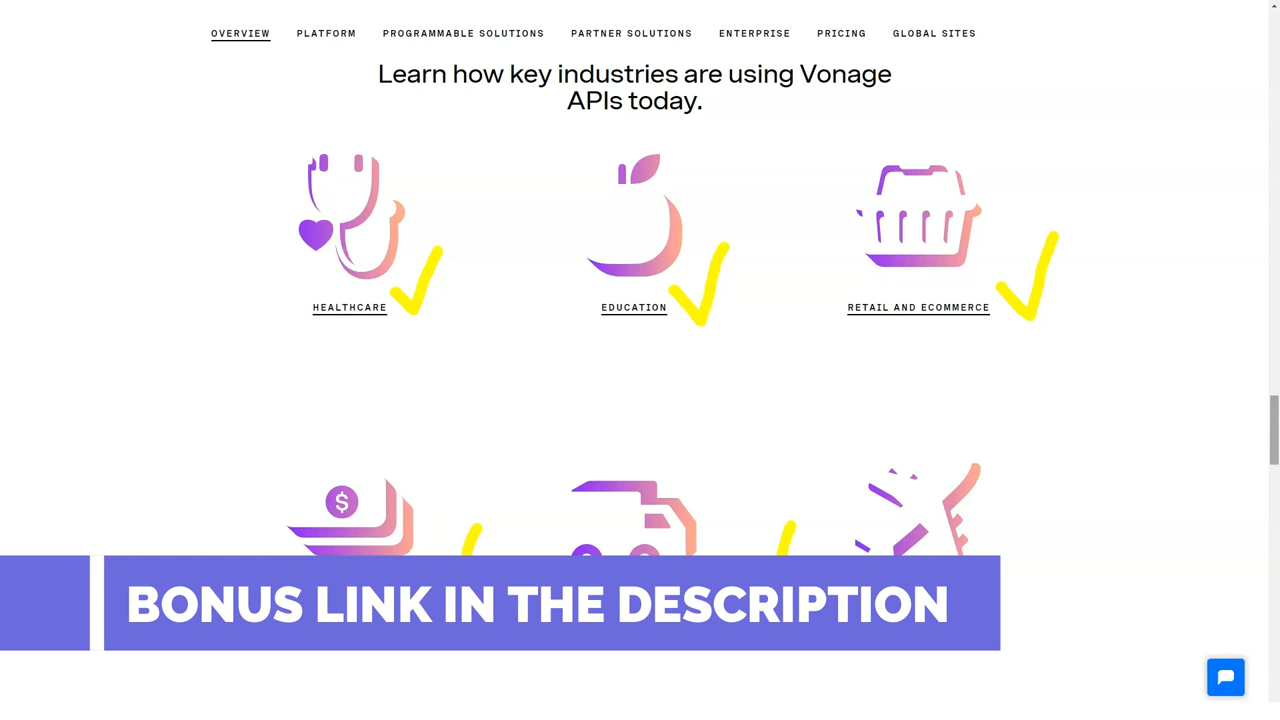 OVERVIEW PLATFORM PROGRAMMABLE SOLUTIONS PARTNER SOLUTIONS ENTERPRISE PRICING GLOBAL SITES
Learn how key industries are using Vonage
APIs today.
HEALTHCARE EDUCATION RETAIL AND ECOMMERCE
$
BONUS LINK IN THE DESCRIPTION